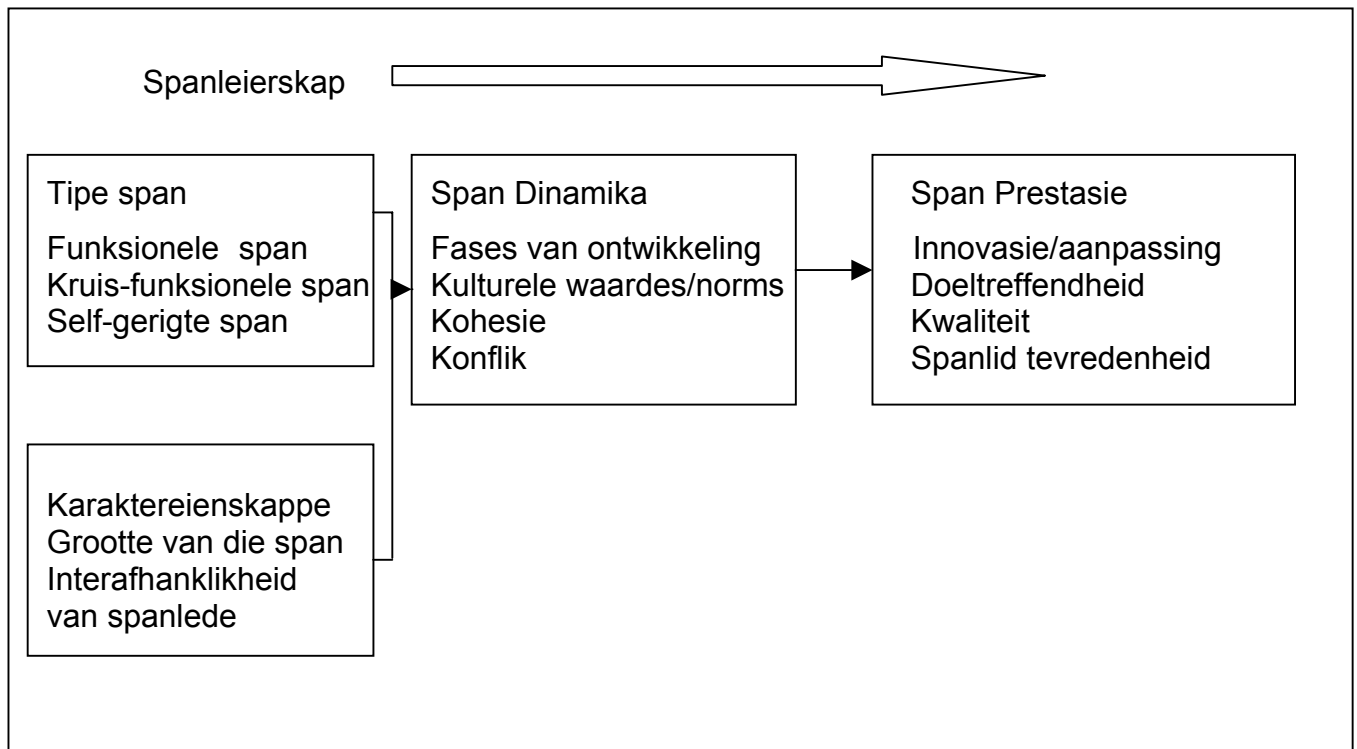 Spanleierskap
Tipe span
Funksionele span
Kruis-funksionele span
Self-gerigte span
Karaktereienskappe
Grootte van die span
Interafhanklikheid
van spanlede
Span Dinamika
Fases van ontwikkeling
Kulturele waardes/norms
Kohesie
Konflik
Span Prestasie
Innovasie/aanpassing
Doeltreffendheid
Kwaliteit
Spanlid tevredenheid